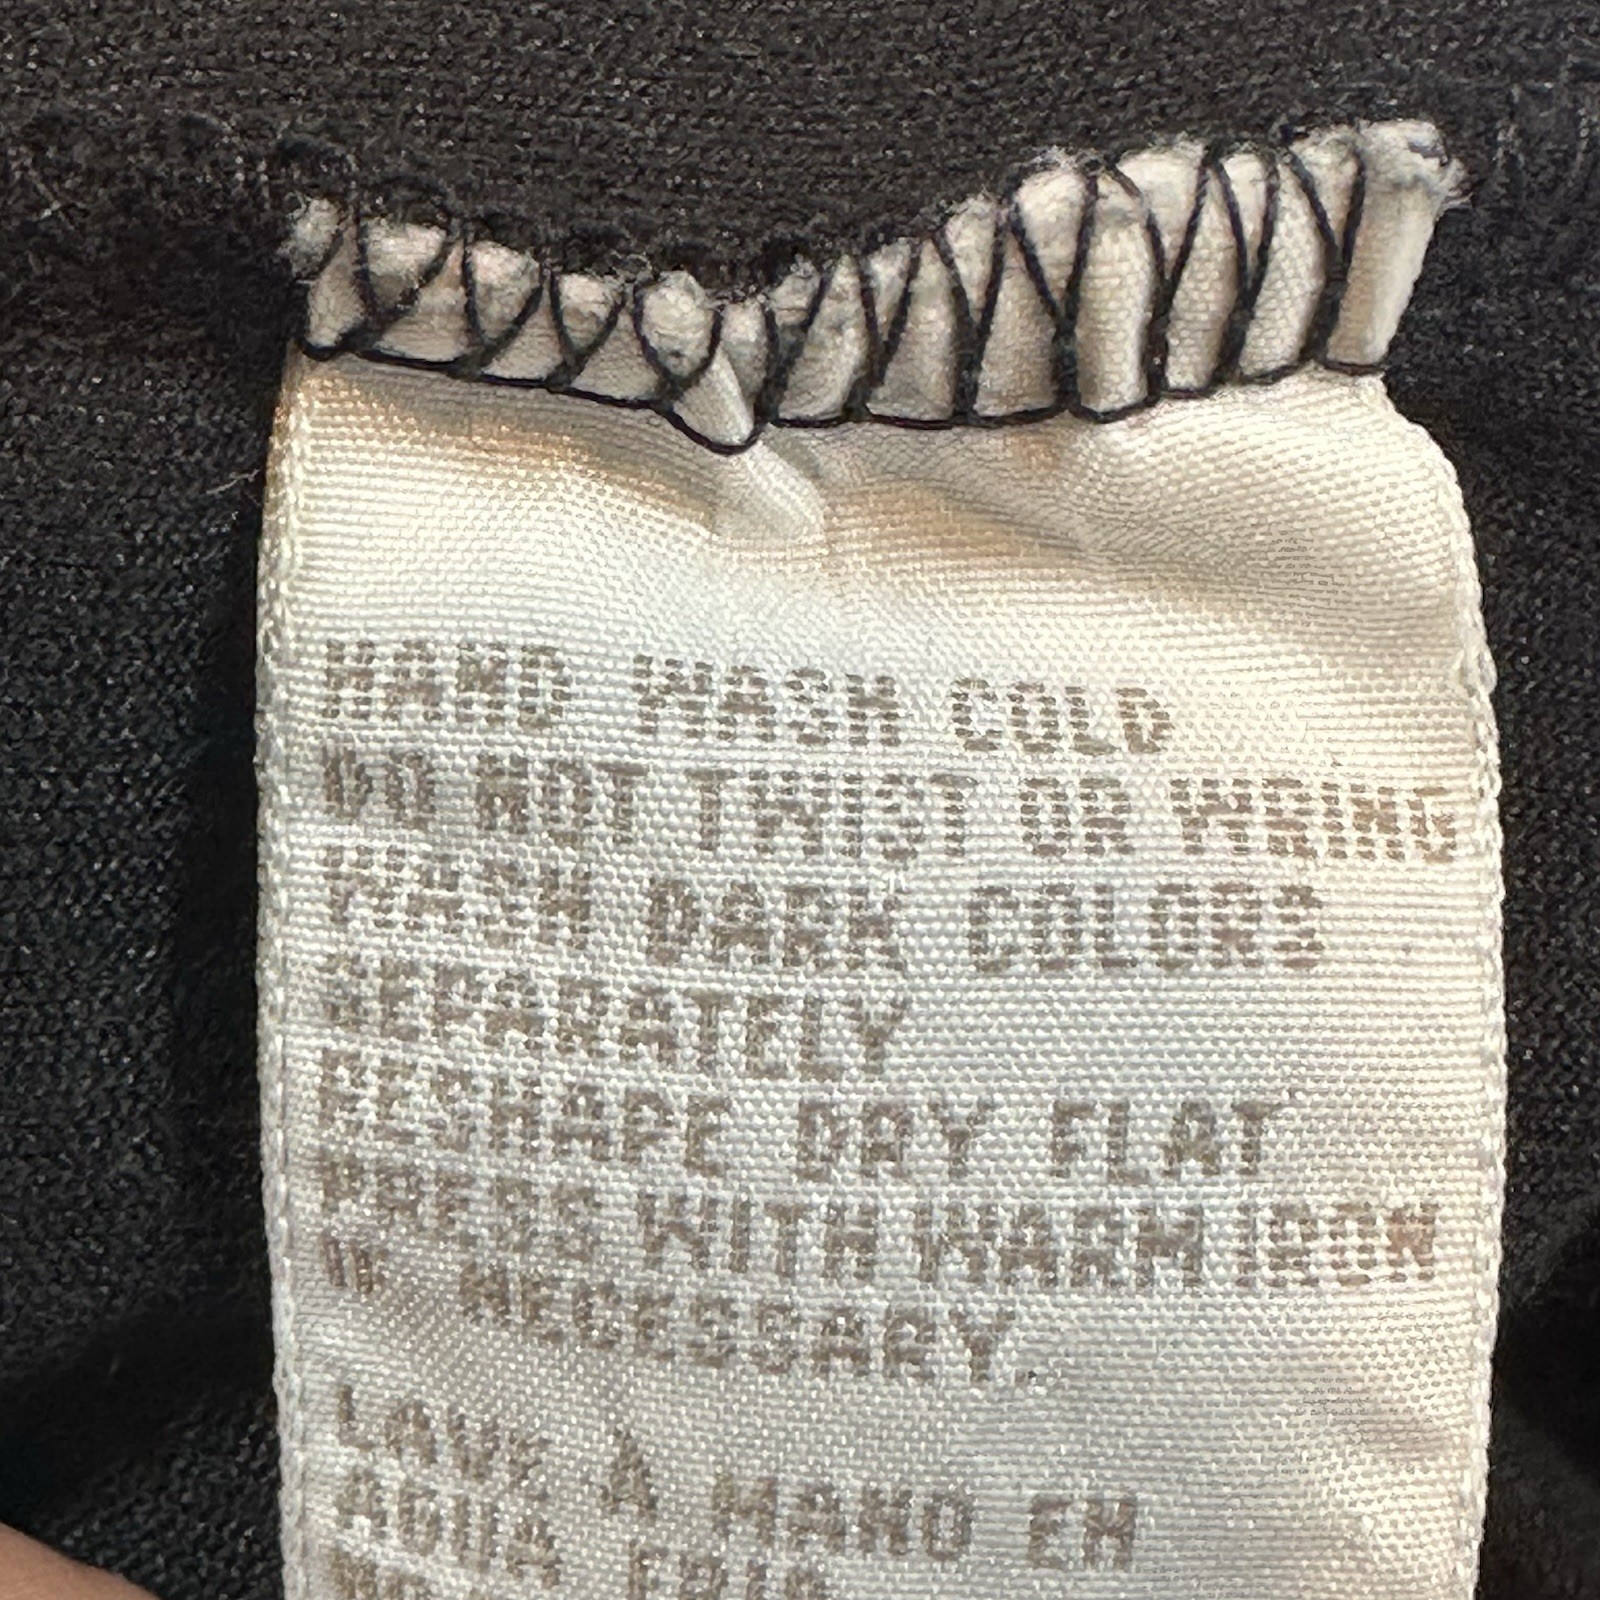 HAND WASH COLD
DO NOT TWIST OR WRING
WASH DARK COLORS
SEPARATELY
RESHAPE DRY FLAT
PRESS WITH WARM IRON
IF NECESSARY.
LAVE A MANO EN
AGUA FRIA